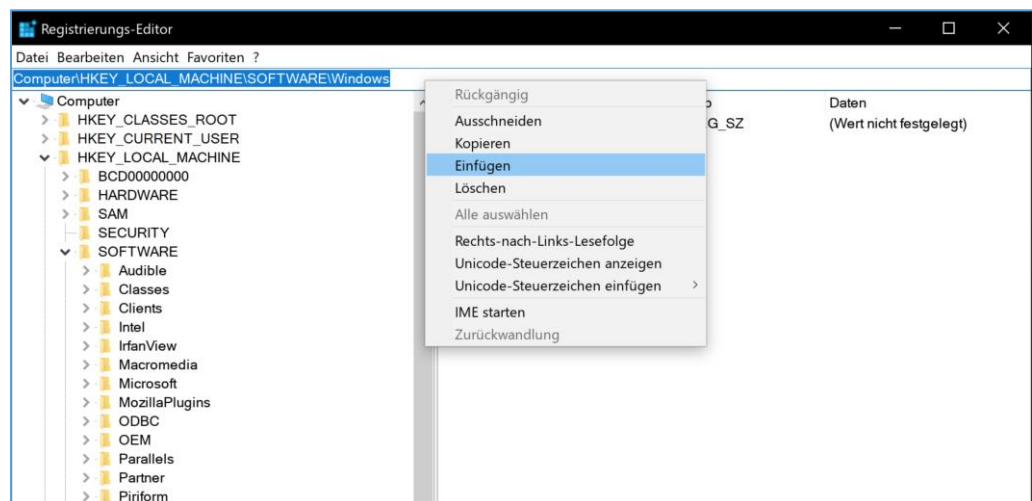 Registrierungs-Editor
Datei Bearbeiten Ansicht Favoriten ?
Computer\HKEY_LOCAL_MACHINE\SOFTWARE\Windows
Computer
HKEY_CLASSES_ROOT
HKEY_CURRENT_USER
HKEY_LOCAL_MACHINE
BCD00000000
HARDWARE
SAM
SECURITY
SOFTWARE
Audible
Classes
Clients
Intel
IrfanView
Macromedia
Microsoft
MozillaPlugins
ODBC
OEM
Parallels
Partner
Piriform
Rückgängig
Ausschneiden
Kopieren
Einfügen
Löschen
Alle auswählen
Rechts-nach-Links-Lesefolge
Unicode-Steuerzeichen anzeigen
Unicode-Steuerzeichen einfügen
IME starten
Zurückwandlung
G_SZ
Daten
(Wert nicht festgelegt)